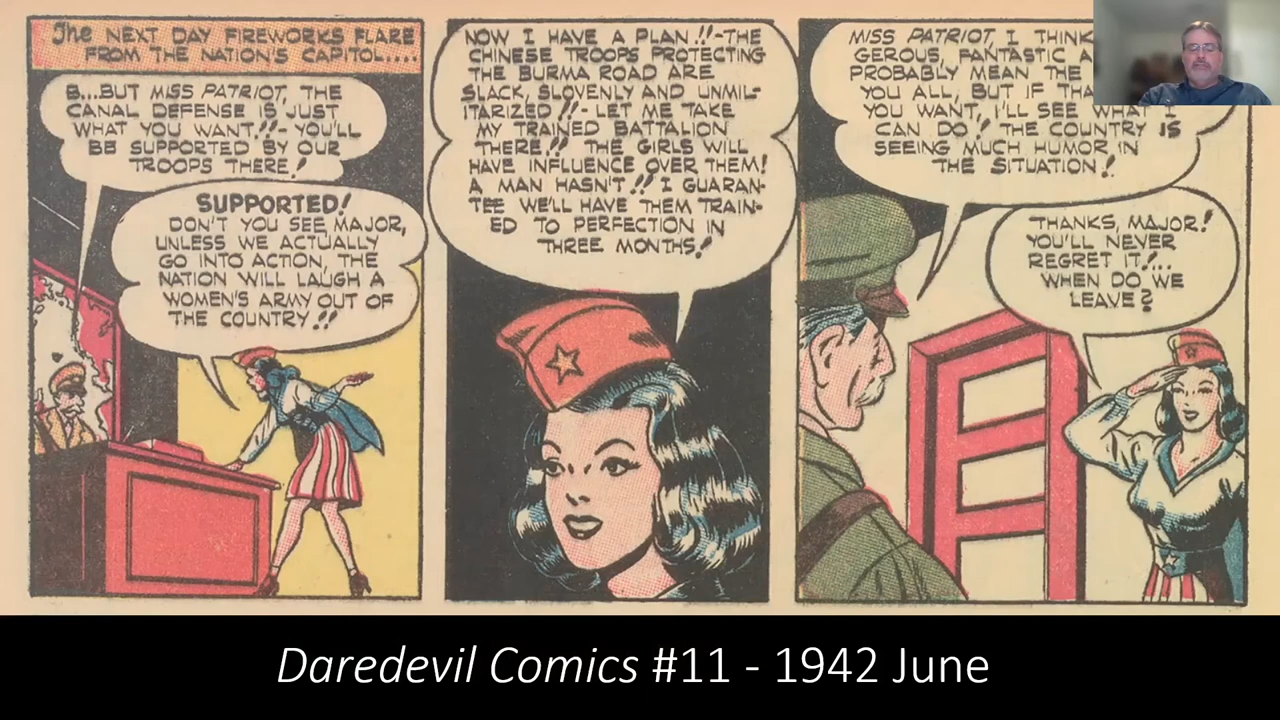 The NEXT DAY FIREWORKS FLARE
FROM THE NATION'S CAPITOL....
B...BUT MISS PATRIOT, THE
CANAL DEFENSE IS JUST
WHAT YOU WANT!!- YOU'LL
BE SUPPORTED BY OUR
TROOPS THERE!
SUPPORTED!
DON'T YOU SEE MAJOR,
UNLESS WE ACTUALLY
GO INTO ACTION, THE
NATION WILL LAUGH A
WOMEN'S ARMY OUT OF
THE COUNTRY!!
NOW I HAVE A PLAN!!-THE
CHINESE TROOPS PROTECTING
THE BURMA ROAD ARE
SLACK, SLOVENLY AND UNMIL-
ITARIZED!!- LET ME TAKE
MY TRAINED BATTALION
THERE!! THE GIRLS WILL
HAVE INFLUENCE OVER THEM!
A MAN HASN'T!! I GUARAN-
TEE WE'LL HAVE THEM TRAIN-
ED TO PERFECTION IN
THREE MONTHS!
MISS PATRIOT, I THINK
GEROUS, FANTASTIC
PROBABLY MEAN THE
YOU ALL, BUT IF
YOU WANT, I'LL SEE WHAT I
CAN DO! THE COUNTRY IS
SEEING MUCH HUMOR IN
THE SITUATION!
THANKS, MAJOR!
YOU'LL NEVER
REGRET IT!...
WHEN DO WE
LEAVE?
Daredevil Comics #11 - 1942 June